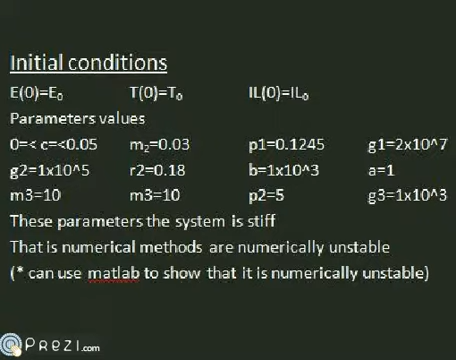 Initial conditions
E(0)=E₀ T(0)=T₀ IL(0)=IL₀
Parameters values
0=< c=<0.05 m₂=0.03 p1=0.1245 g1=2x10^7
g2=1x10^5 r2=0.18 b=1x10^3 a=1
m3=10 m3=10 p2=5 g3=1x10^3
These parameters the system is stiff
That is numerical methods are numerically unstable
(* can use matlab to show that it is numerically unstable)
Prezi.com